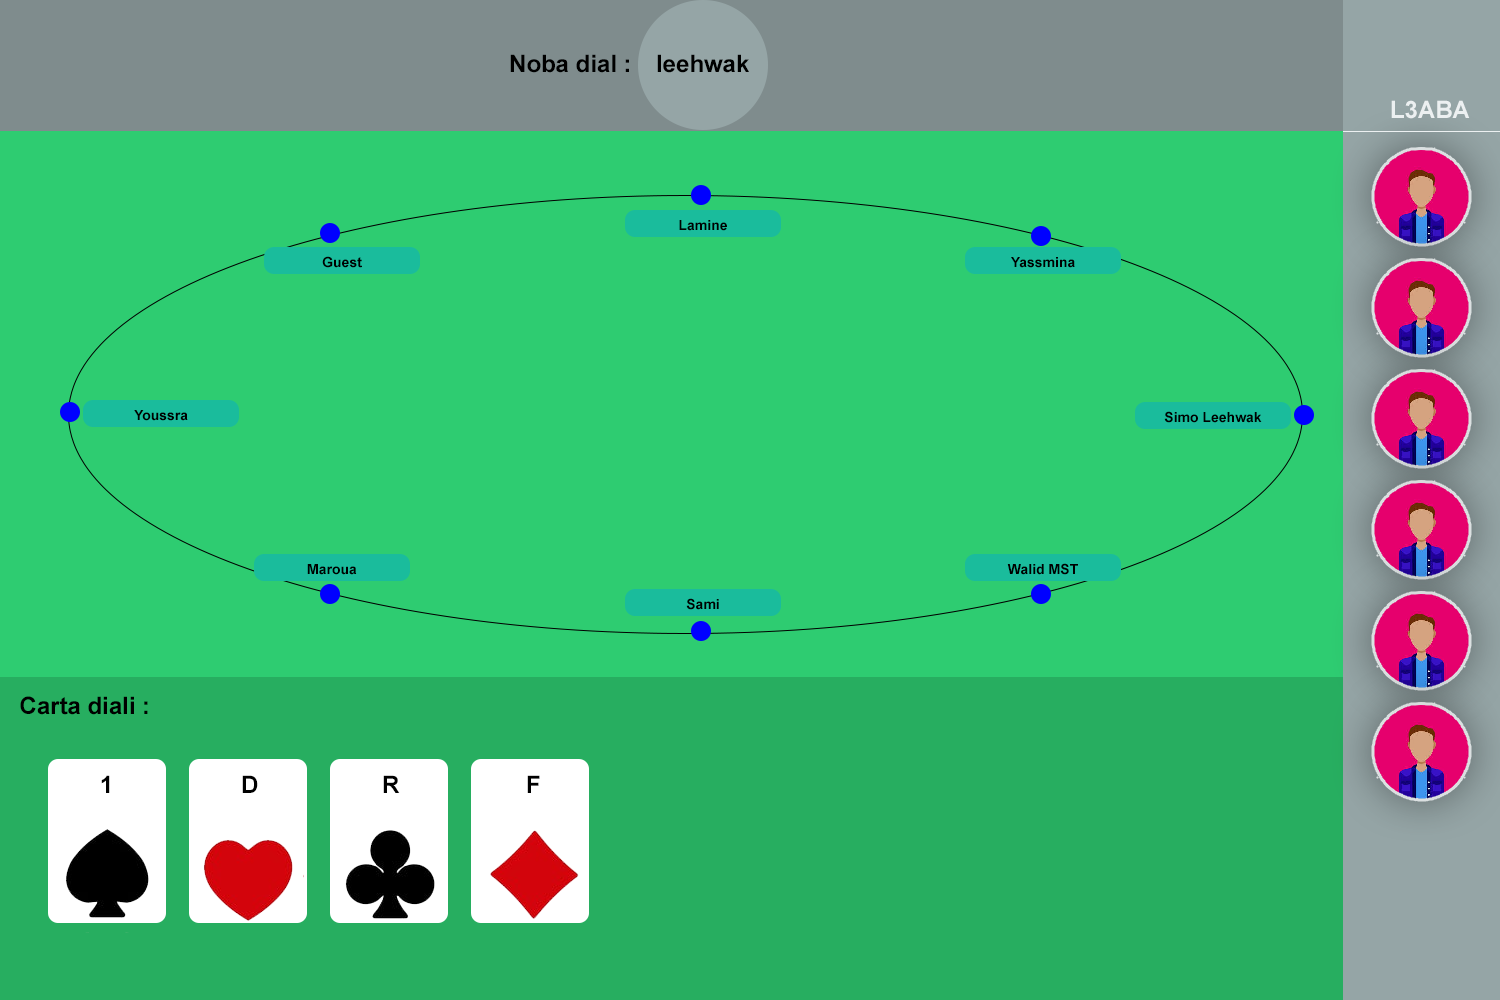 Noba dial : leehwak
L3ABA
Lamine
Guest
Yassmina
Youssra
Simo Leehwak
Maroua
Walid MST
Sami
Carta diali :
1 D R F